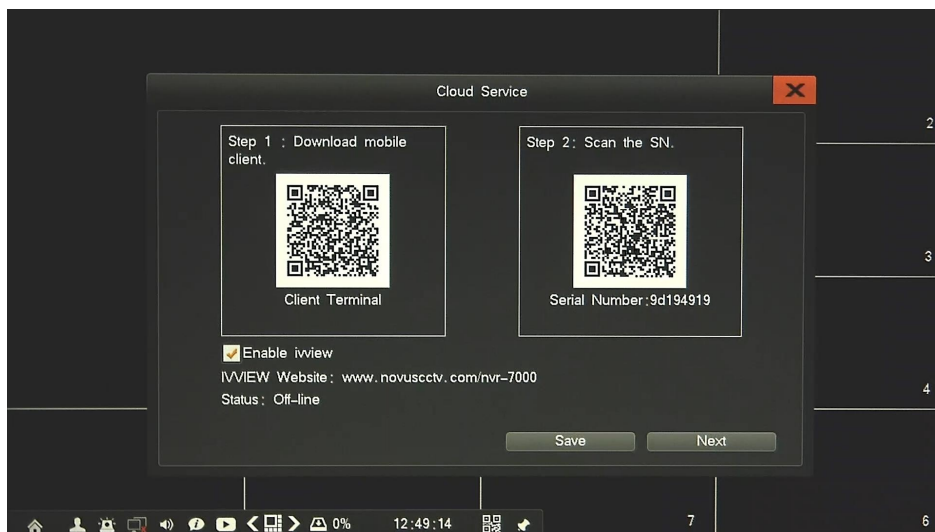 Cloud Service
2
Step 1 : Download mobile
client.
Client Terminal
Step 2: Scan the SN.
Serial Number:9d194919
3
Enable ivview
IVVIEW Website: www.novuscctv.com/nvr-7000
Status: Off-line
4
Save
Next
0%
12:49:14
7
6